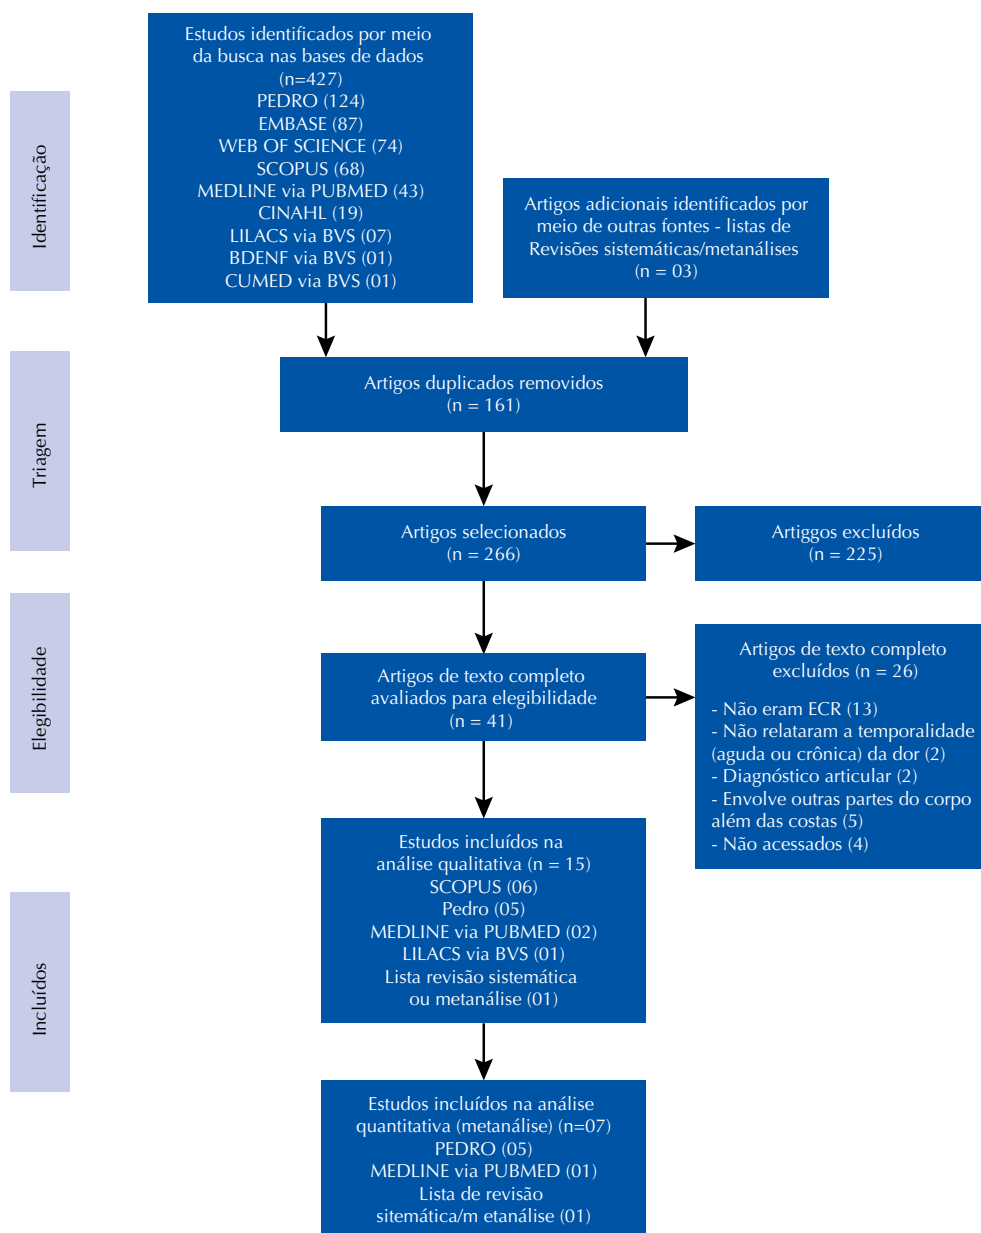 Identificação
Estudos identificados por meio
da busca nas bases de dados
(n=427)
PEDRO (124)
EMBASE (87)
WEB OF SCIENCE (74)
SCOPUS (68)
MEDLINE via PUBMED (43)
CINAHL (19)
LILACS via BVS (07)
BDENF via BVS (01)
CUMED via BVS (01)
Artigos adicionais identificados por
meio de outras fontes - listas de
Revisões sistemáticas/metanálises
(n = 03)
Triagem
Artigos duplicados removidos
(n = 161)
Artigos selecionados
(n = 266)
Artiggos excluídos
(n = 225)
Elegibilidade
Artigos de texto completo
avaliados para elegibilidade
(n = 41)
Artigos de texto completo
excluídos (n = 26)
- Não eram ECR (13)
- Não relataram a temporalidade
(aguda ou crônica) da dor (2)
- Diagnóstico articular (2)
- Envolve outras partes do corpo
além das costas (5)
- Não acessados (4)
Incluídos
Estudos incluídos na
análise qualitativa (n = 15)
SCOPUS (06)
Pedro (05)
MEDLINE via PUBMED (02)
LILACS via BVS (01)
Lista revisão sistemática
ou metanálise (01)
Estudos incluídos na análise
quantitativa (metanálise) (n=07)
PEDRO (05)
MEDLINE via PUBMED (01)
Lista de revisão
sitemática/m etanálise (01)